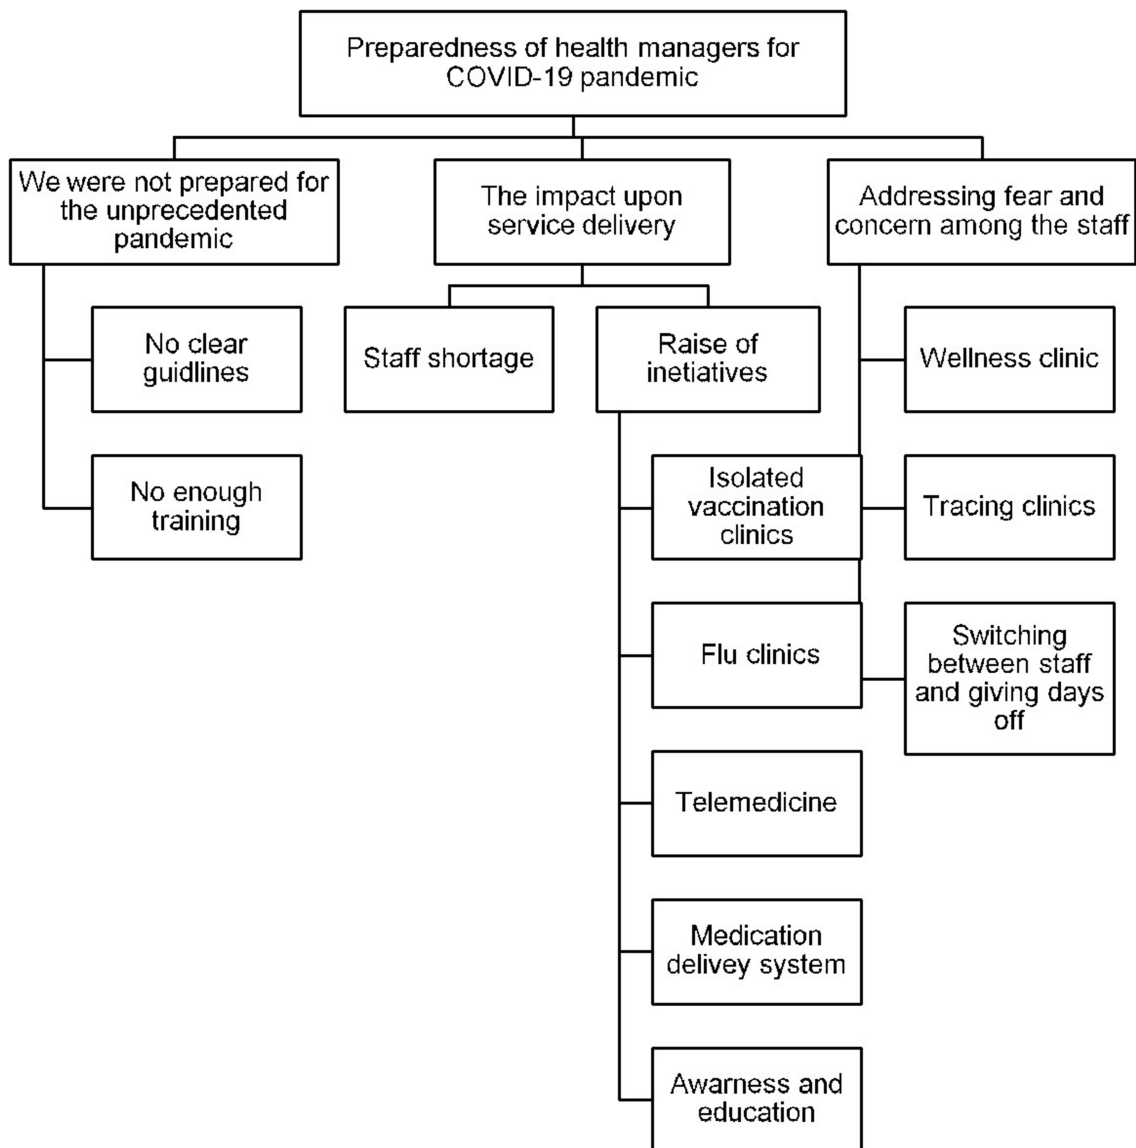 Preparedness of health managers for
COVID-19 pandemic
We were not prepared for
the unprecedented
pandemic
The impact upon
service delivery
Addressing fear and
concern among the staff
No clear
guidlines
Staff shortage
Raise of
inetiatives
Wellness clinic
No enough
training
Isolated
vaccination
clinics
Tracing clinics
Flu clinics
Switching
between staff
and giving days
off
Telemedicine
Medication
delivey system
Awarness and
education